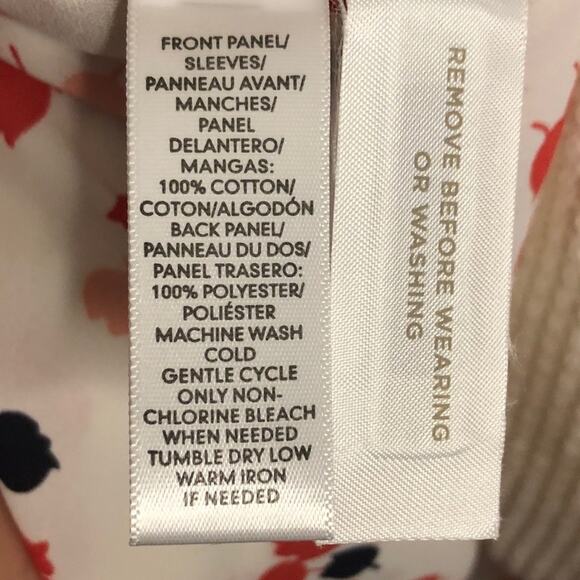 FRONT PANEL/
SLEEVES/
PANNEAU AVANT/
MANCHES/
PANEL
DELANTERO/
MANGAS:
100% COTTON/
COTON/ALGODÓN
BACK PANEL/
PANNEAU DU DOS/
PANEL TRASERO:
100% POLYESTER/
POLIÉSTER
MACHINE WASH
COLD
GENTLE CYCLE
ONLY NON-
CHLORINE BLEACH
WHEN NEEDED
TUMBLE DRY LOW
WARM IRON
IF NEEDED
REMOVE BEFORE WEARING
OR WASHING